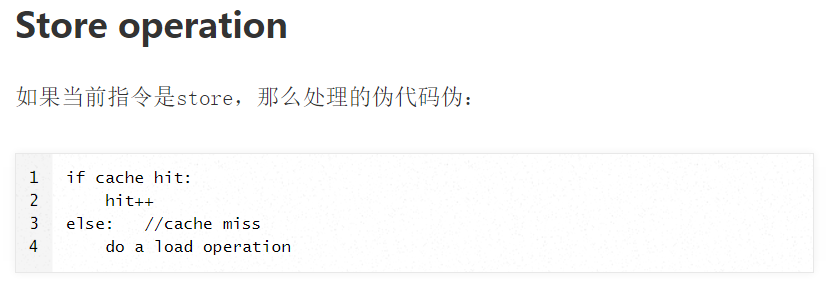 Store operation
如果当前指令是store，那么处理的伪代码伪：
1 if cache hit:
2     hit++
3 else:   //cache miss
4     do a load operation